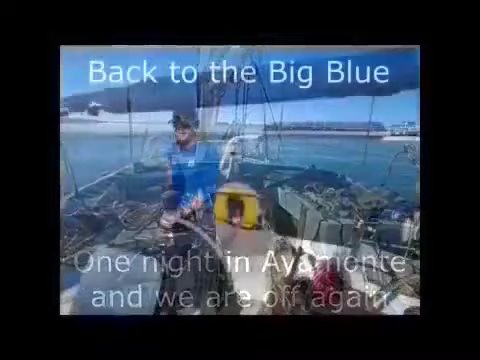 Back to the Big Blue
One night in Ayamonte
and we are off again